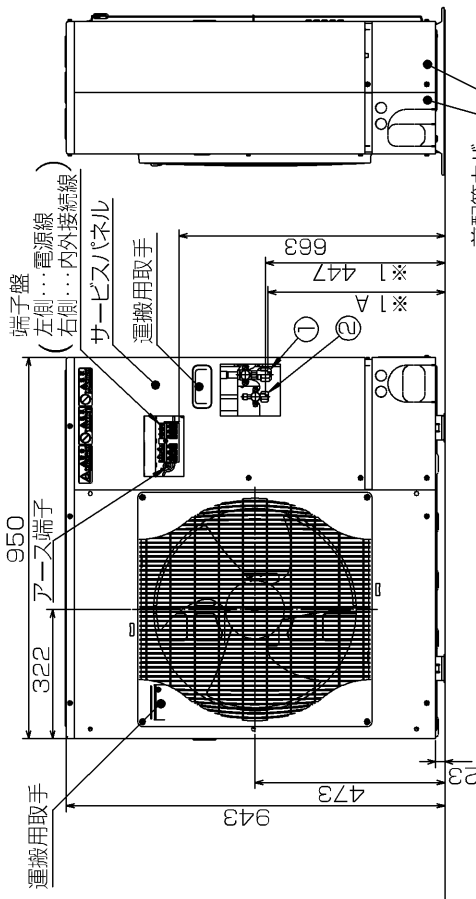 端子盤
左側・・・電源線
右側・・・内外接続線
サービスパネル
運搬用取手
アース端子
運搬用取手
950
322
943
473
23
663
※1 447
※1 A
①
②